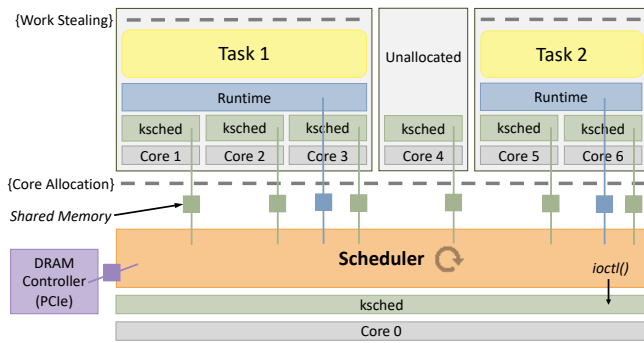 {Work Stealing}
Task 1
Unallocated
Task 2
Runtime
Runtime
ksched
ksched
ksched
ksched
ksched
ksched
Core 1
Core 2
Core 3
Core 4
Core 5
Core 6
{Core Allocation}
Shared Memory
DRAM
Controller
(PCIe)
Scheduler
ioctl()
ksched
Core 0